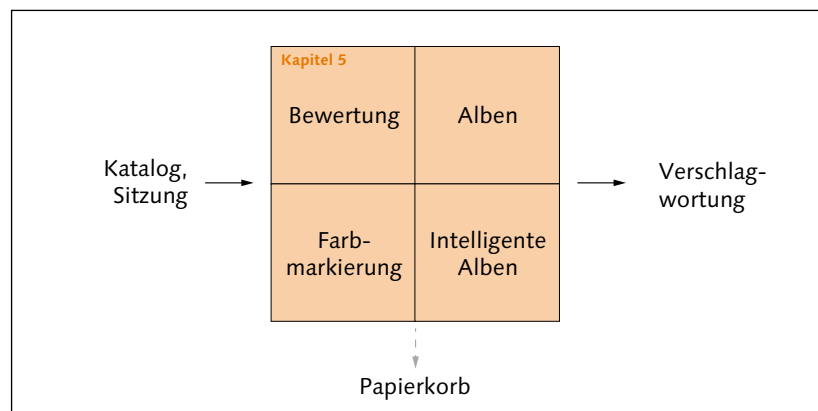 Kapitel 5
Bewertung
Alben
Katalog,
Sitzung
Verschlag-
wortung
Farb-
markierung
Intelligente
Alben
Papierkorb